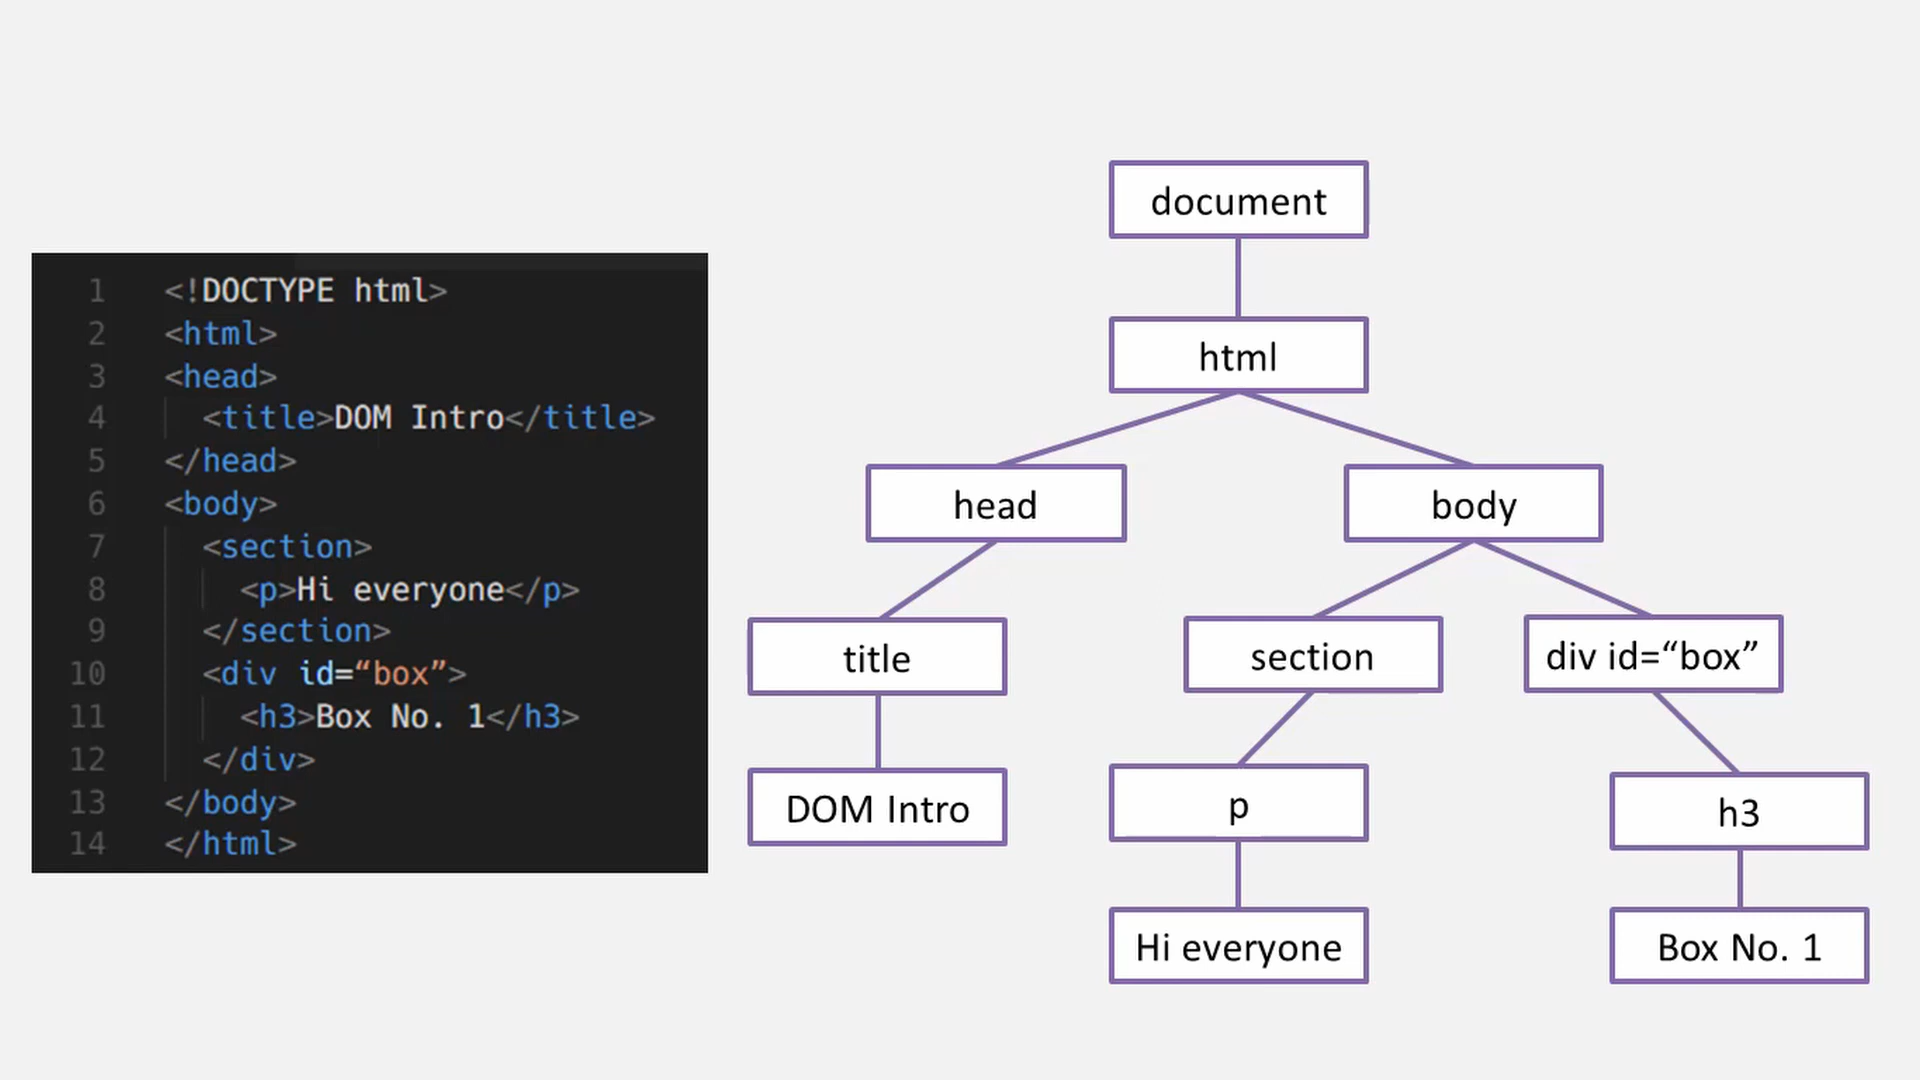 1 <!DOCTYPE html>
2 <html>
3 <head>
4 <title>DOM Intro</title>
5 </head>
6 <body>
7 <section>
8 <p>Hi everyone</p>
9 </section>
10 <div id=“box”>
11 <h3>Box No. 1</h3>
12 </div>
13 </body>
14 </html>
document
html
head
body
title
section
div id=“box”
DOM Intro
p
h3
Hi everyone
Box No. 1